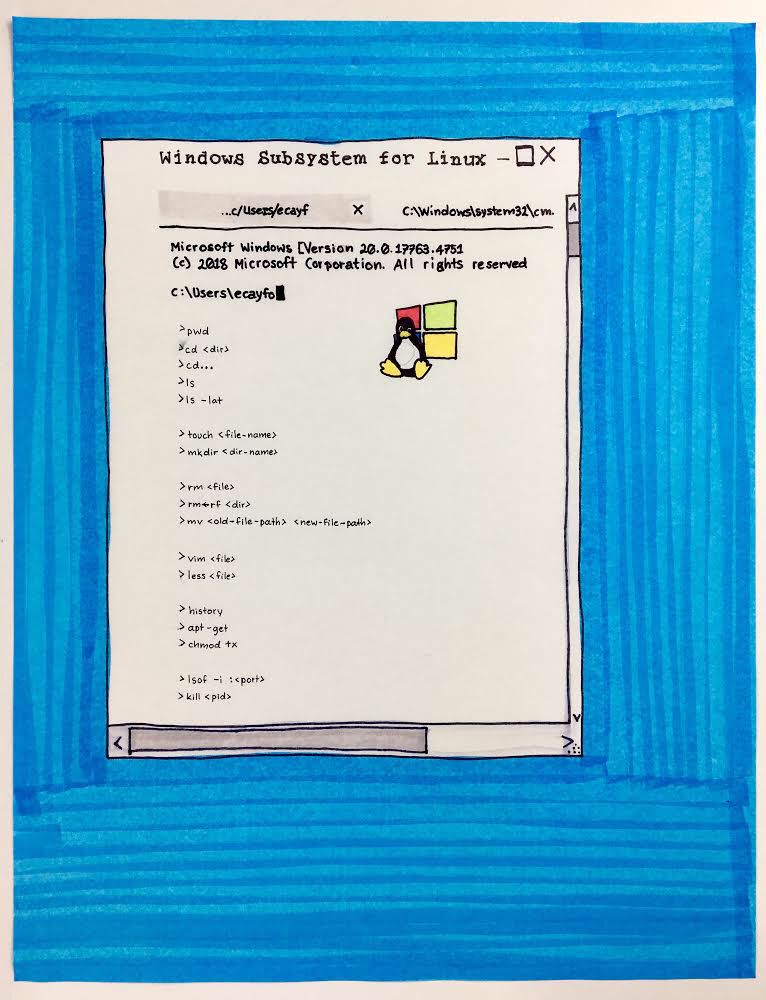 Windows Subsystem for Linux – □ X
...c/Users/ecayf X C:\Windows\system32\cm.
Microsoft Windows [Version 20.0.17763.4751
(c) 2018 Microsoft Corporation. All rights reserved
C:\Users\ecayfo
>pwd
>cd <dir>
>cd...
>ls
>ls -lat
>touch <file-name>
>mkdir <dir-name>
>rm <file>
>rm-rf <dir>
>mv <old-file-path> <new-file-path>
>vim <file>
>less <file>
>history
>apt-get
>chmod +x
>lsof -i :<port>
>kill <pid>